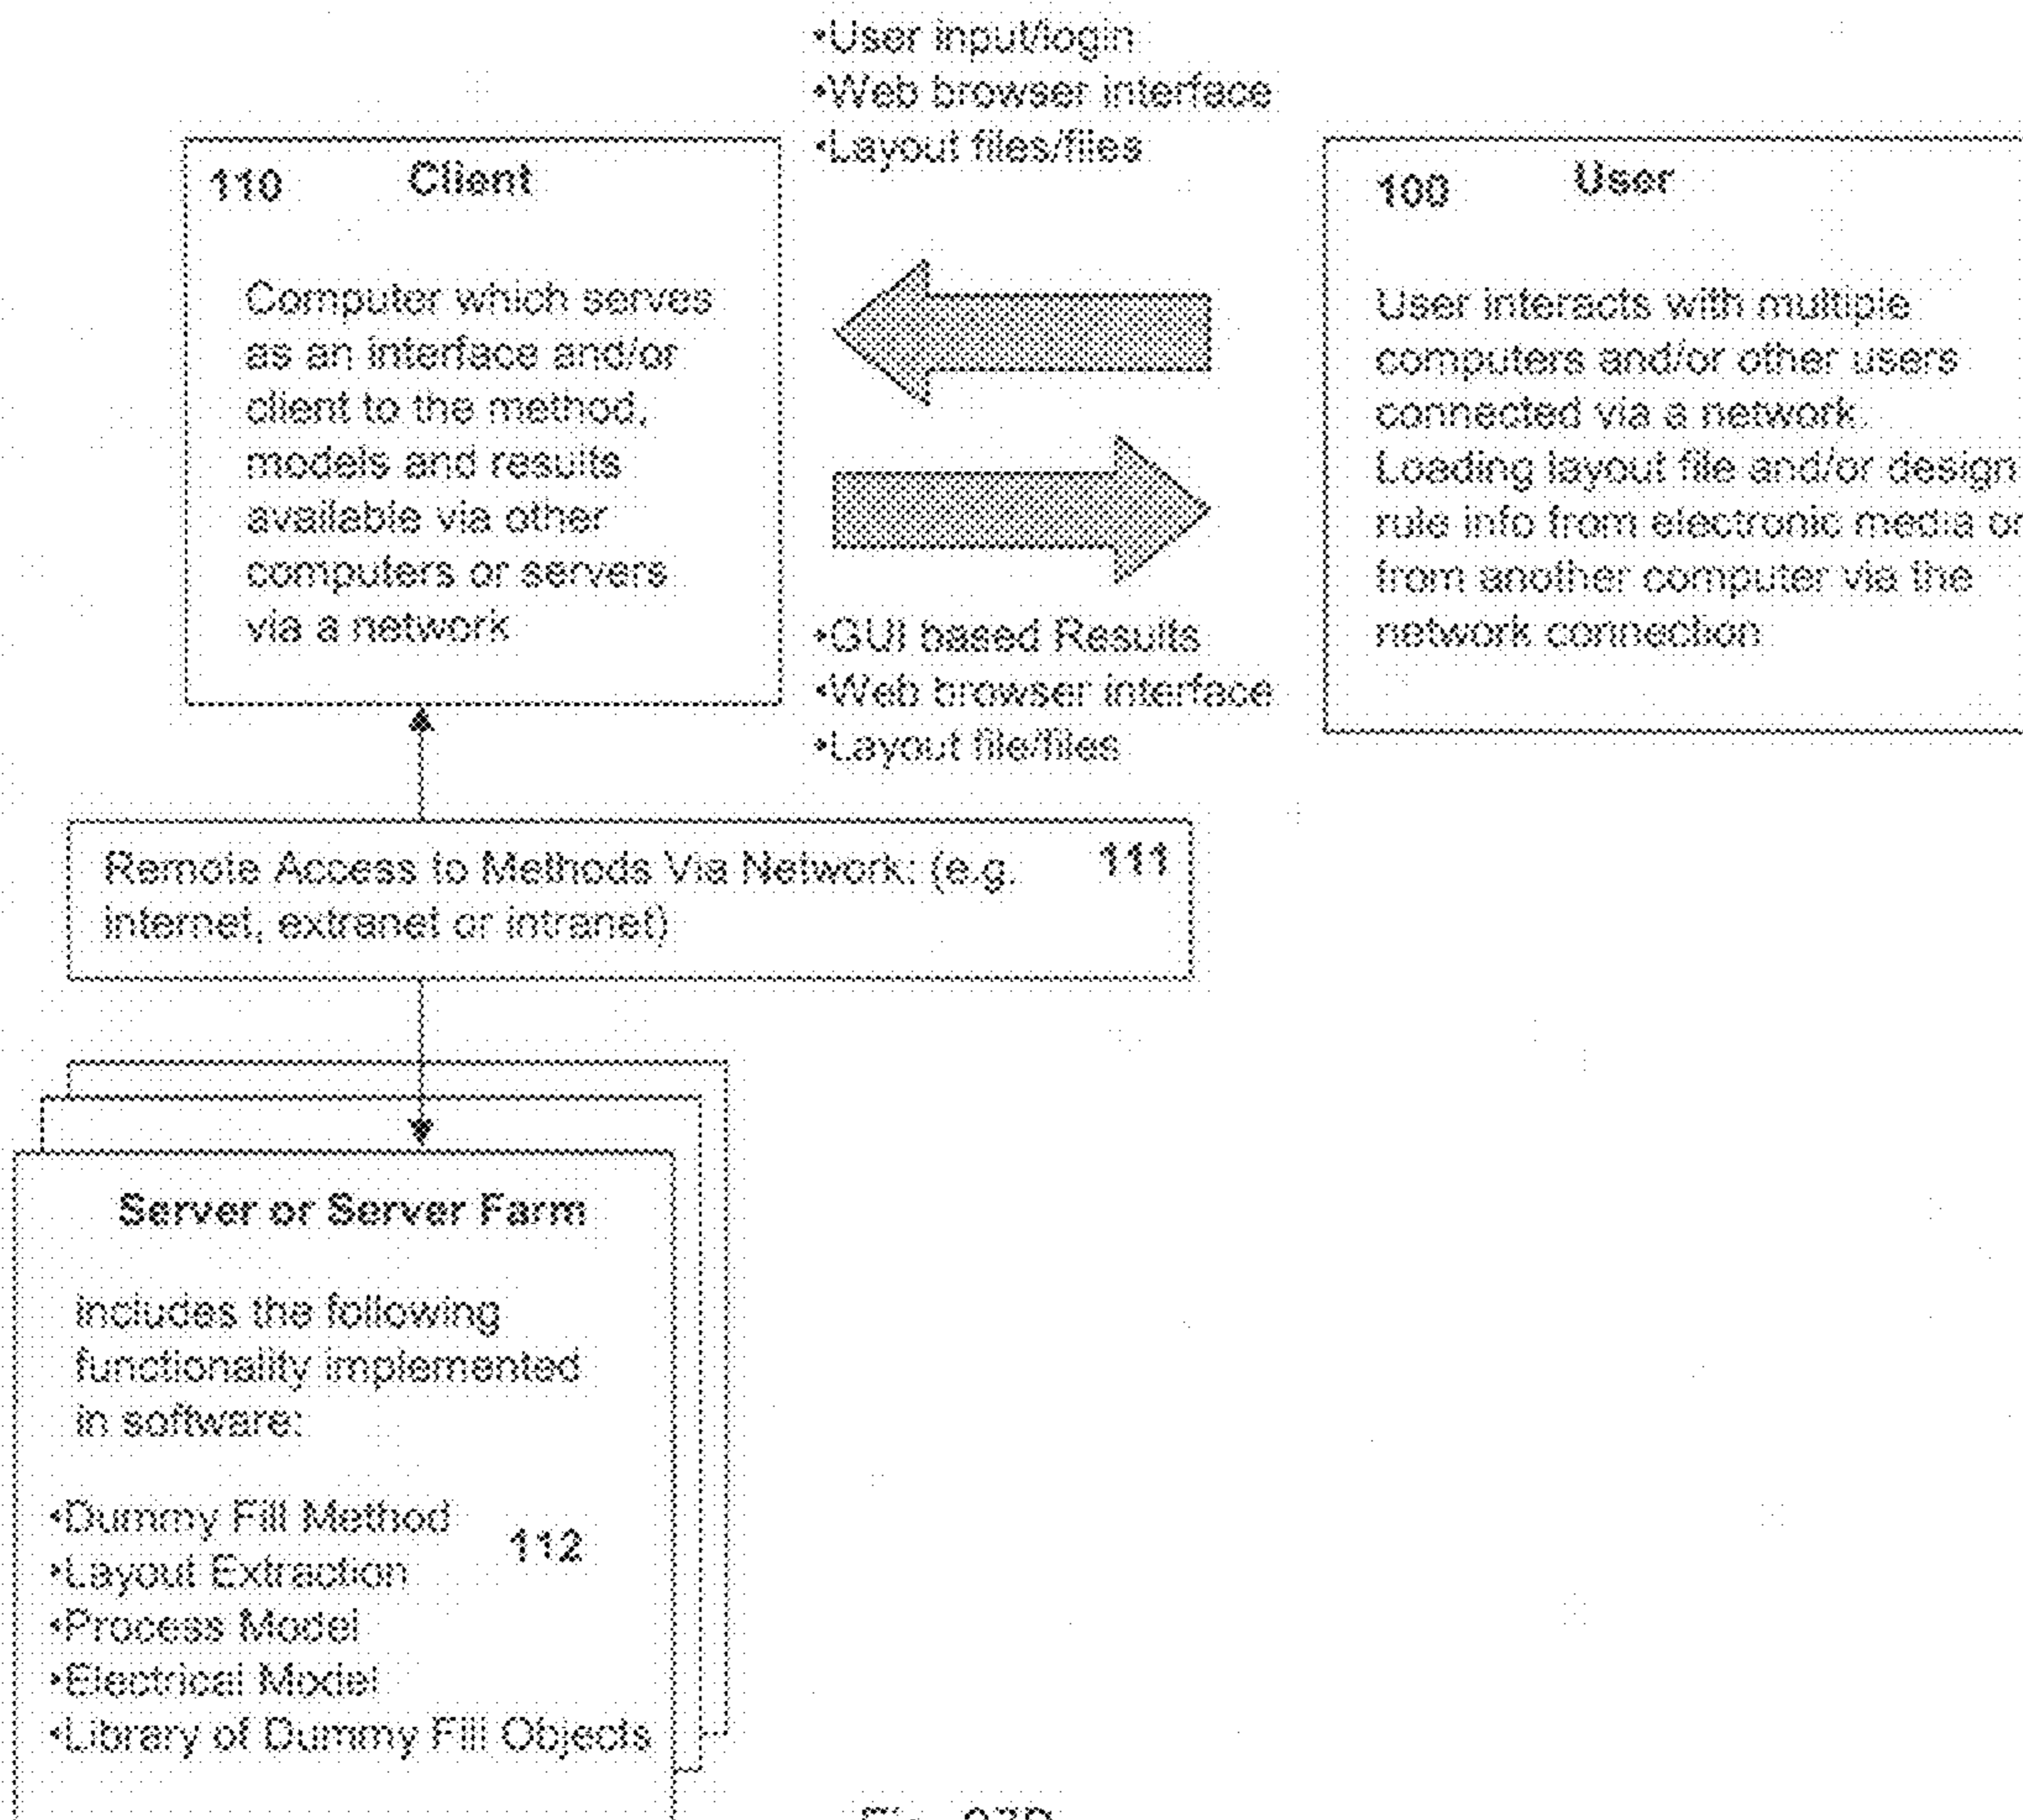 •User input/login
•Web browser interface
•Layout files/files
110 Client
Computer which serves
as an interface and/or
client to the method,
models and results
available via other
computers or servers
via a network
100 User
User interacts with multiple
computers and/or other users
connected via a network.
Loading layout file and/or design
rule info from electronic media or
from another computer via the
network connection
•GUI based Results
•Web browser interface
•Layout file/files
Remote Access to Methods Via Network: (e.g. 111
internet, extranet or intranet)
Server or Server Farm
includes the following
functionality implemented
in software:
•Dummy Fill Method
112
•Layout Extraction
•Process Model
•Electrical Model
•Library of Dummy Fill Objects